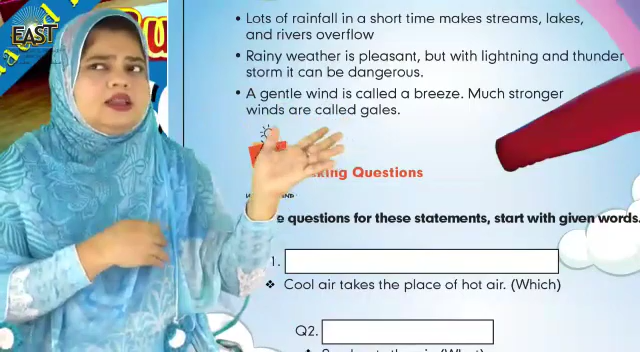 EAST
• Lots of rainfall in a short time makes streams, lakes,
and rivers overflow
• Rainy weather is pleasant, but with lightning and thunder
storm it can be dangerous.
• A gentle wind is called a breeze. Much stronger
winds are called gales.
king Questions
e questions for these statements, start with given words.
1.
❖ Cool air takes the place of hot air. (Which)
Q2.